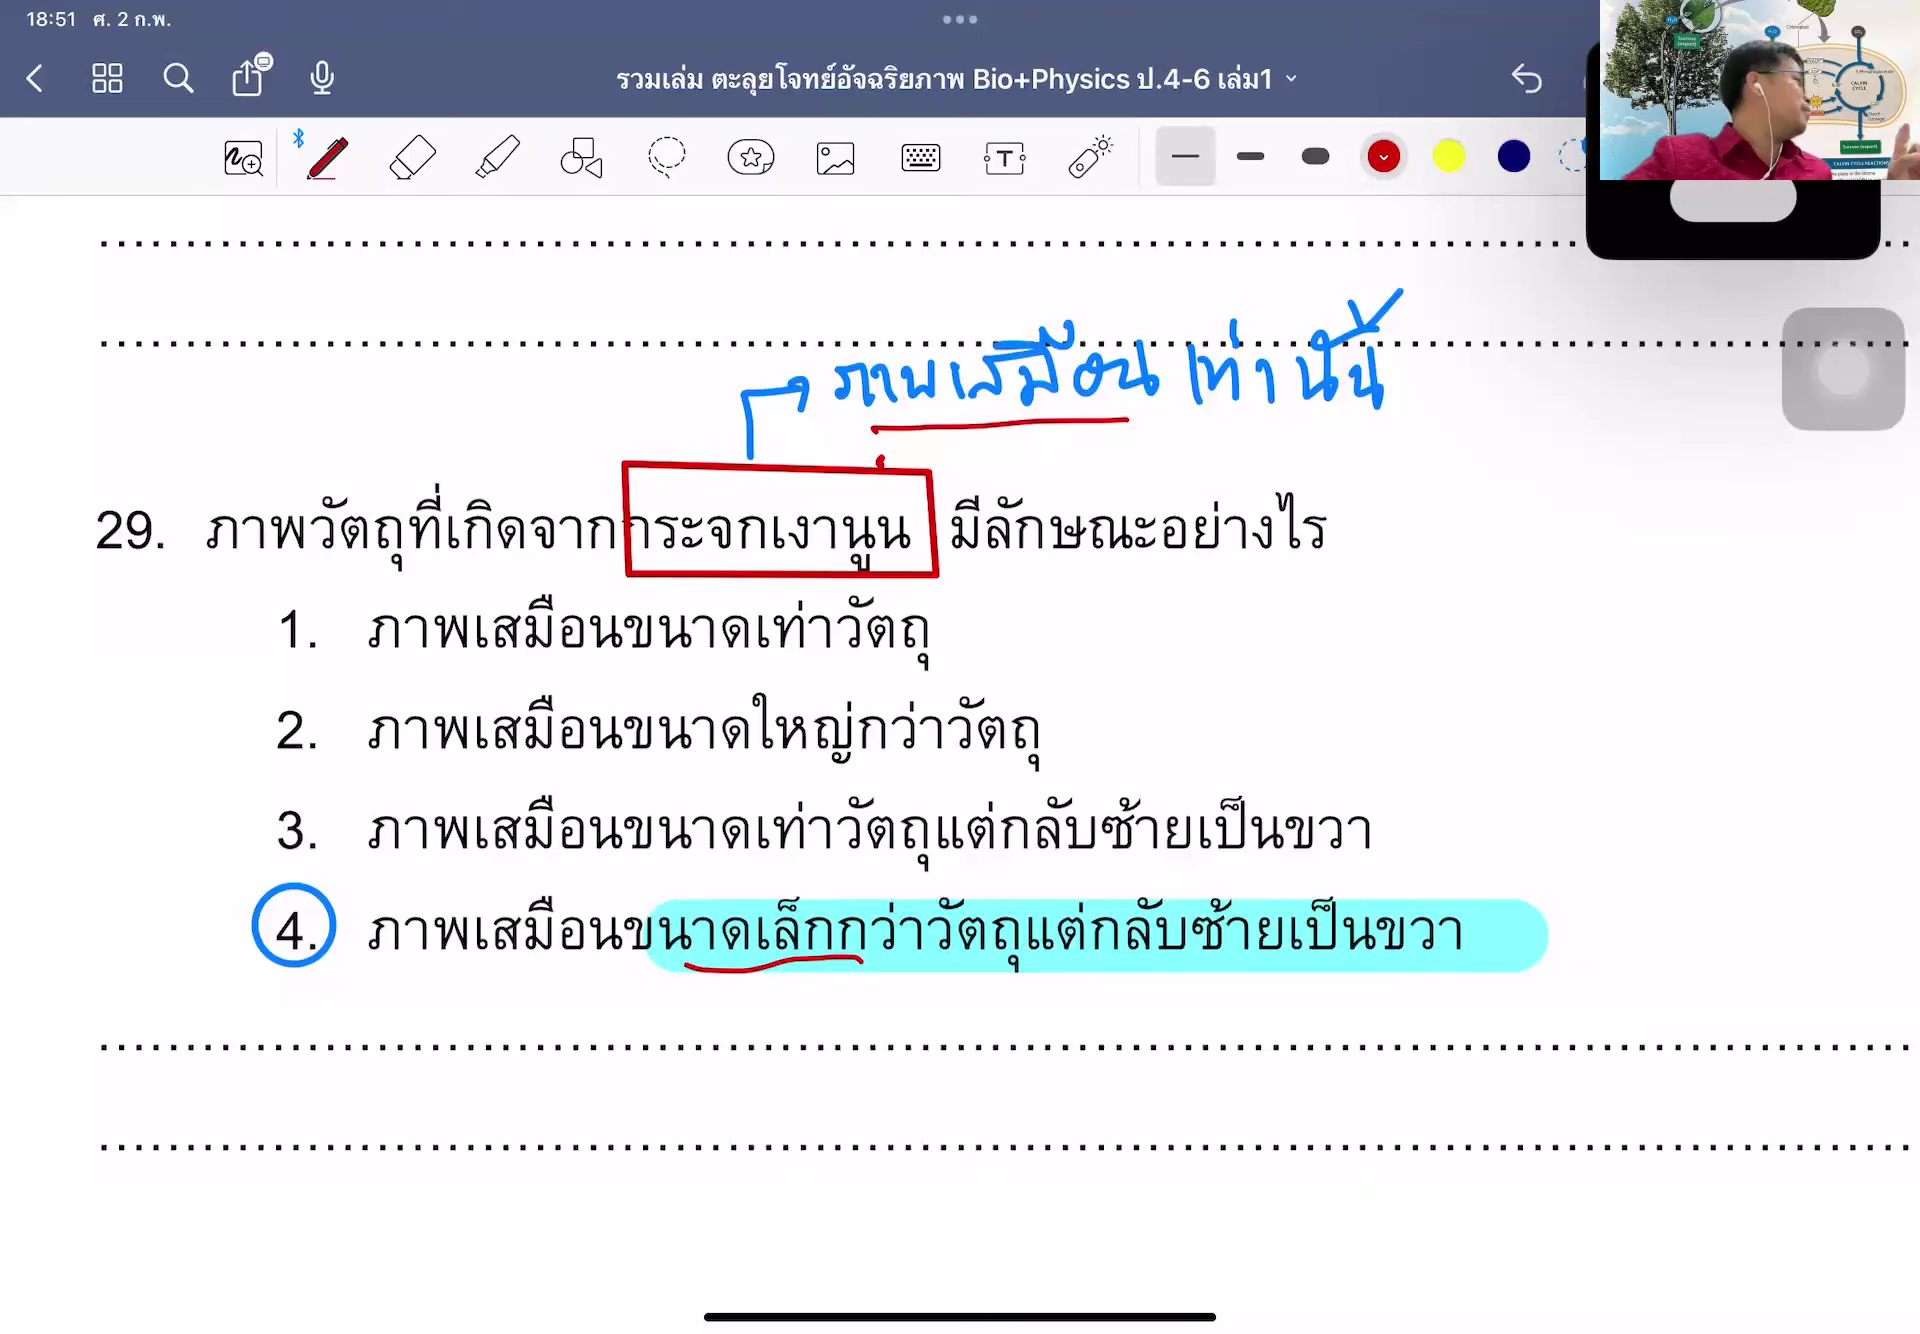 18:51 ศ. 2 ก.พ.
รวมเล่ม ตะลุยโจทย์อัจฉริยภาพ Bio+Physics ป.4-6 เล่ม1
T
ภาพเสมือน เท่านั้น
29. ภาพวัตถุที่เกิดจากกระจกเงานูน มีลักษณะอย่างไร
1. ภาพเสมือนขนาดเท่าวัตถุ
2. ภาพเสมือนขนาดใหญ่กว่าวัตถุ
3. ภาพเสมือนขนาดเท่าวัตถุแต่กลับซ้ายเป็นขวา
4. ภาพเสมือนขนาดเล็กกว่าวัตถุแต่กลับซ้ายเป็นขวา
CALVIN CYCLE
CALVIN CYCLE REACTIONS